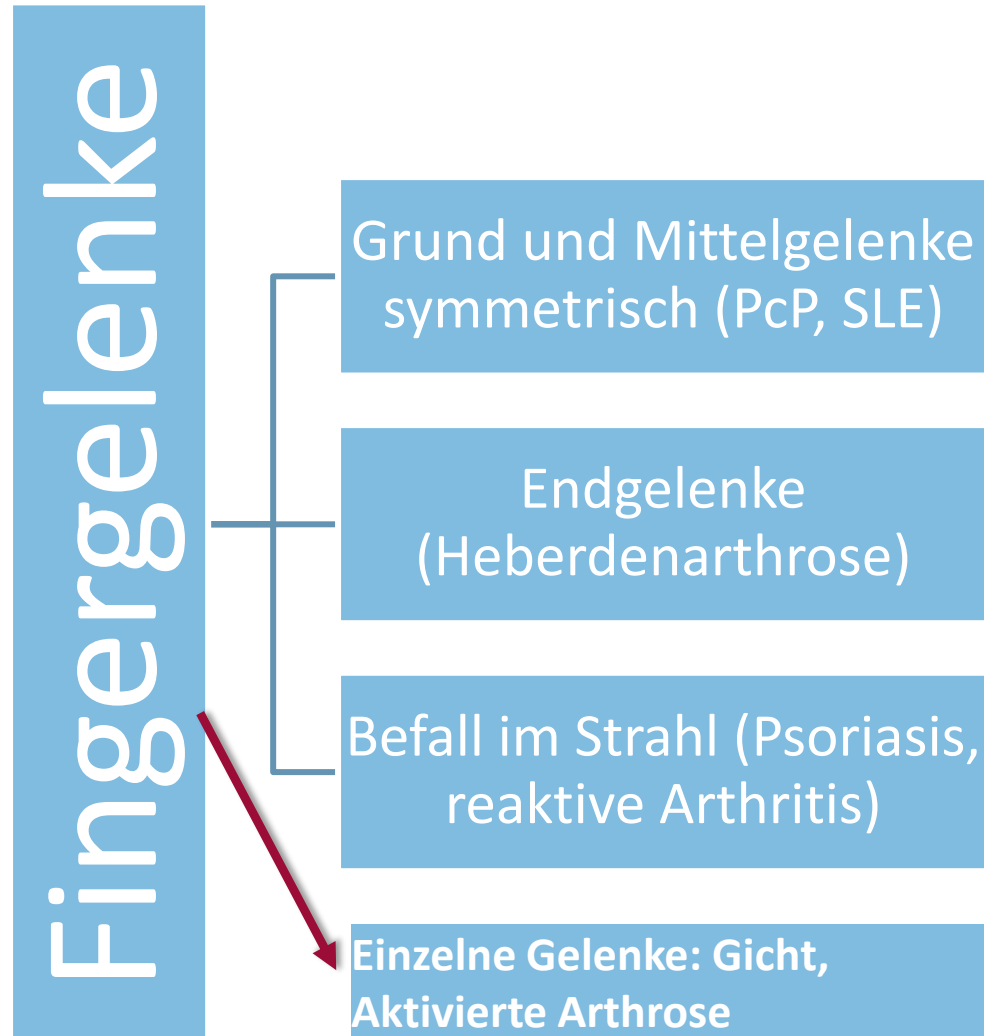 Fingergelenke
Grund und Mittelgelenke
symmetrisch (PcP, SLE)
Endgelenke
(Heberdenarthrose)
Befall im Strahl (Psoriasis,
reaktive Arthritis)
Einzelne Gelenke: Gicht,
Aktivierte Arthrose